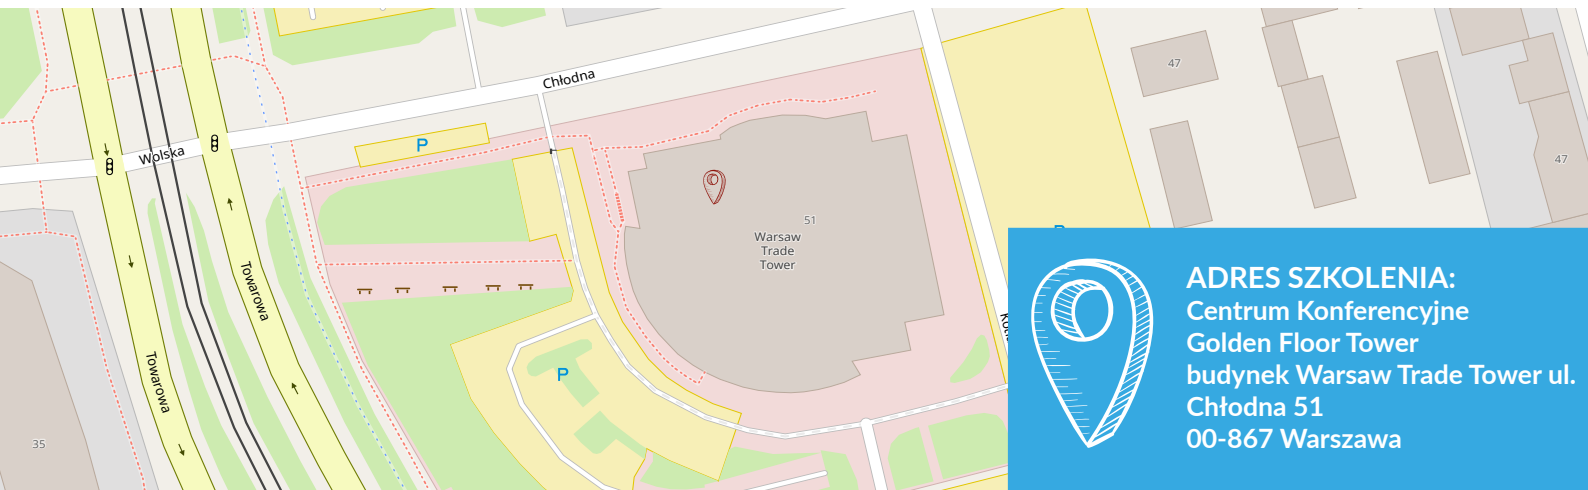 Chłodna
47
P
Wolska
47
51
Warsaw
Trade
Tower
Towarowa
Towarowa
P
35
ADRES SZKOLENIA:
Centrum Konferencyjne
Golden Floor Tower
budynek Warsaw Trade Tower ul.
Chłodna 51
00-867 Warszawa